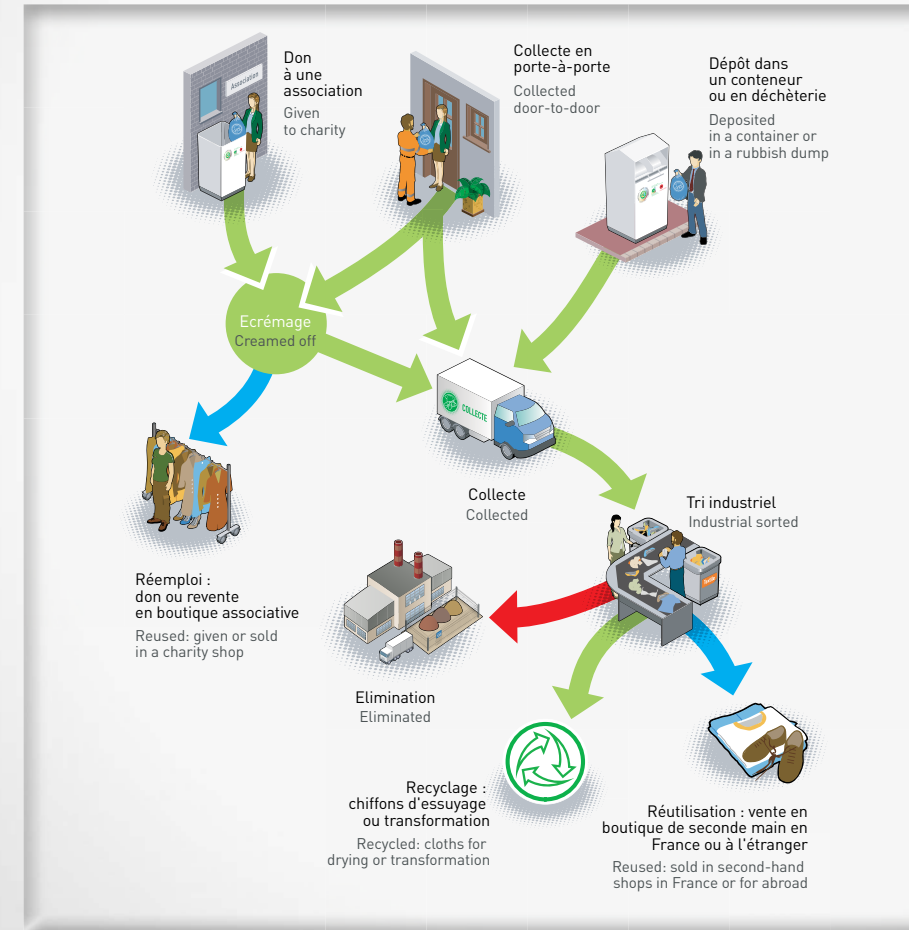 Don
à une
association
Given
to charity
Association
Collecte en
porte-à-porte
Collected
door-to-door
Dépôt dans
un conteneur
ou en déchèterie
Deposited
in a container or
in a rubbish dump
Ecrémage
Creamed off
COLLECTE
Collecte
Collected
Tri industriel
Industrial sorted
Textile
Réemploi :
don ou revente
en boutique associative
Reused: given or sold
in a charity shop
Elimination
Eliminated
Recyclage :
chiffons d'essuyage
ou transformation
Recycled: cloths for
drying or transformation
Réutilisation : vente en
boutique de seconde main en
France ou à l'étranger
Reused: sold in second-hand
shops in France or for abroad